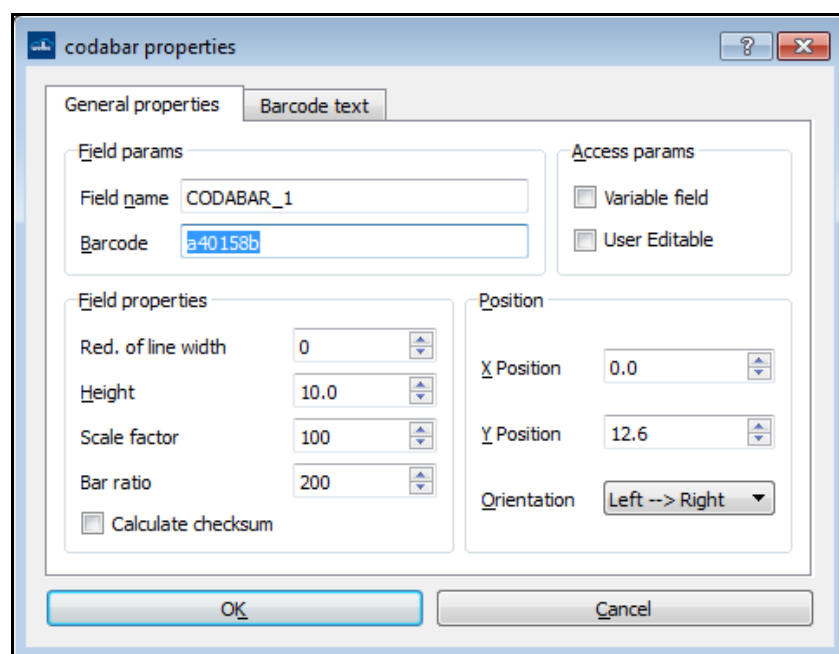 codabar properties
General properties
Barcode text
Field params
Field name CODABAR_1
Barcode a40158b
Access params
Variable field
User Editable
Field properties
Red. of line width 0
Height 10.0
Scale factor 100
Bar ratio 200
Calculate checksum
Position
X Position 0.0
Y Position 12.6
Orientation Left --> Right
OK
Cancel